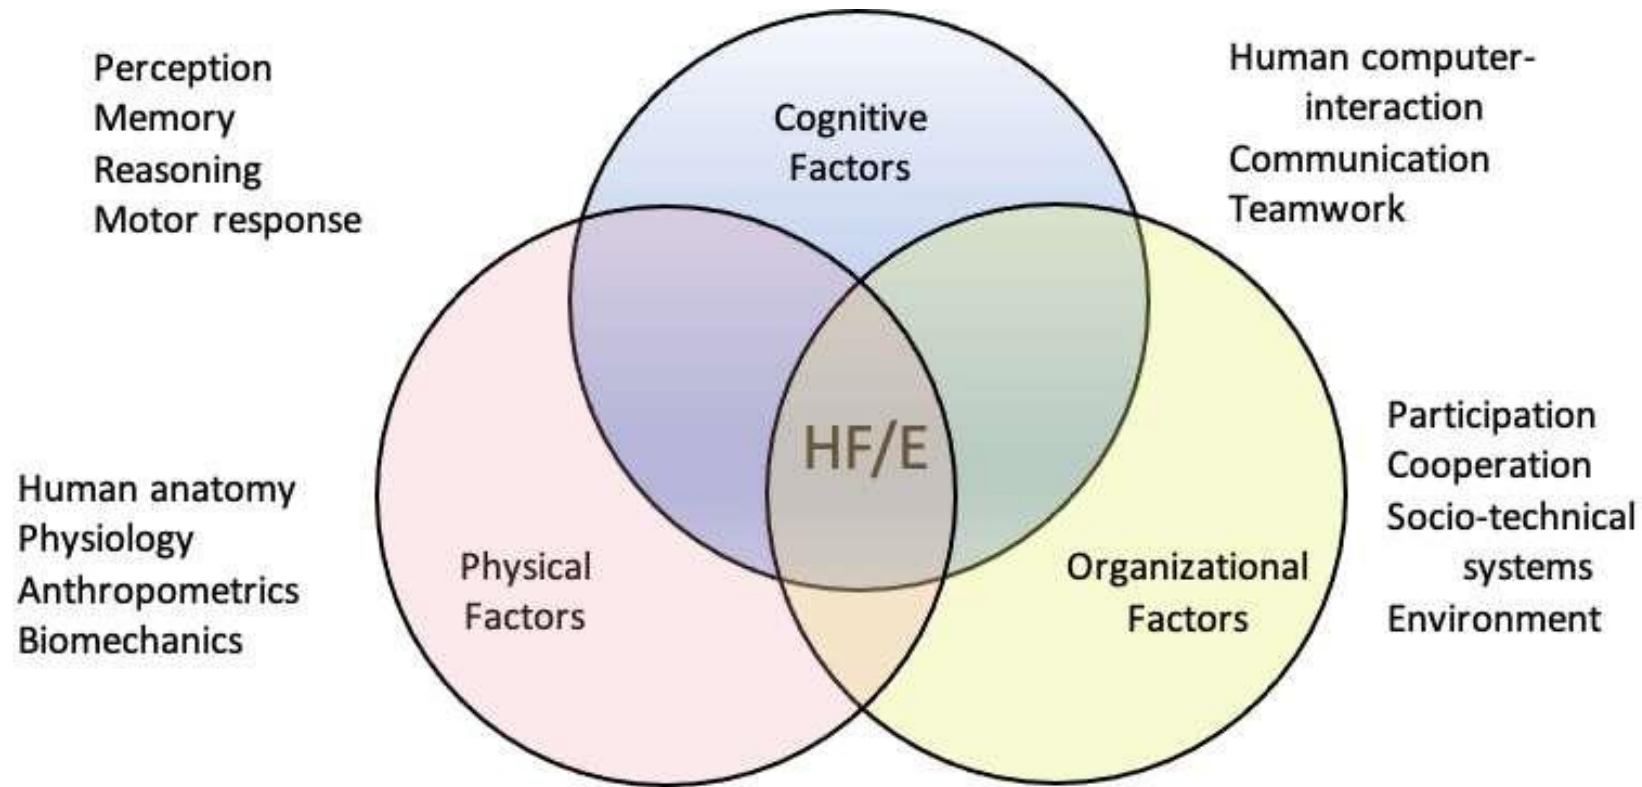 Perception
Memory
Reasoning
Motor response
Cognitive
Factors
Human computer-
interaction
Communication
Teamwork
Human anatomy
Physiology
Anthropometrics
Biomechanics
Physical
Factors
HF/E
Organizational
Factors
Participation
Cooperation
Socio-technical
systems
Environment